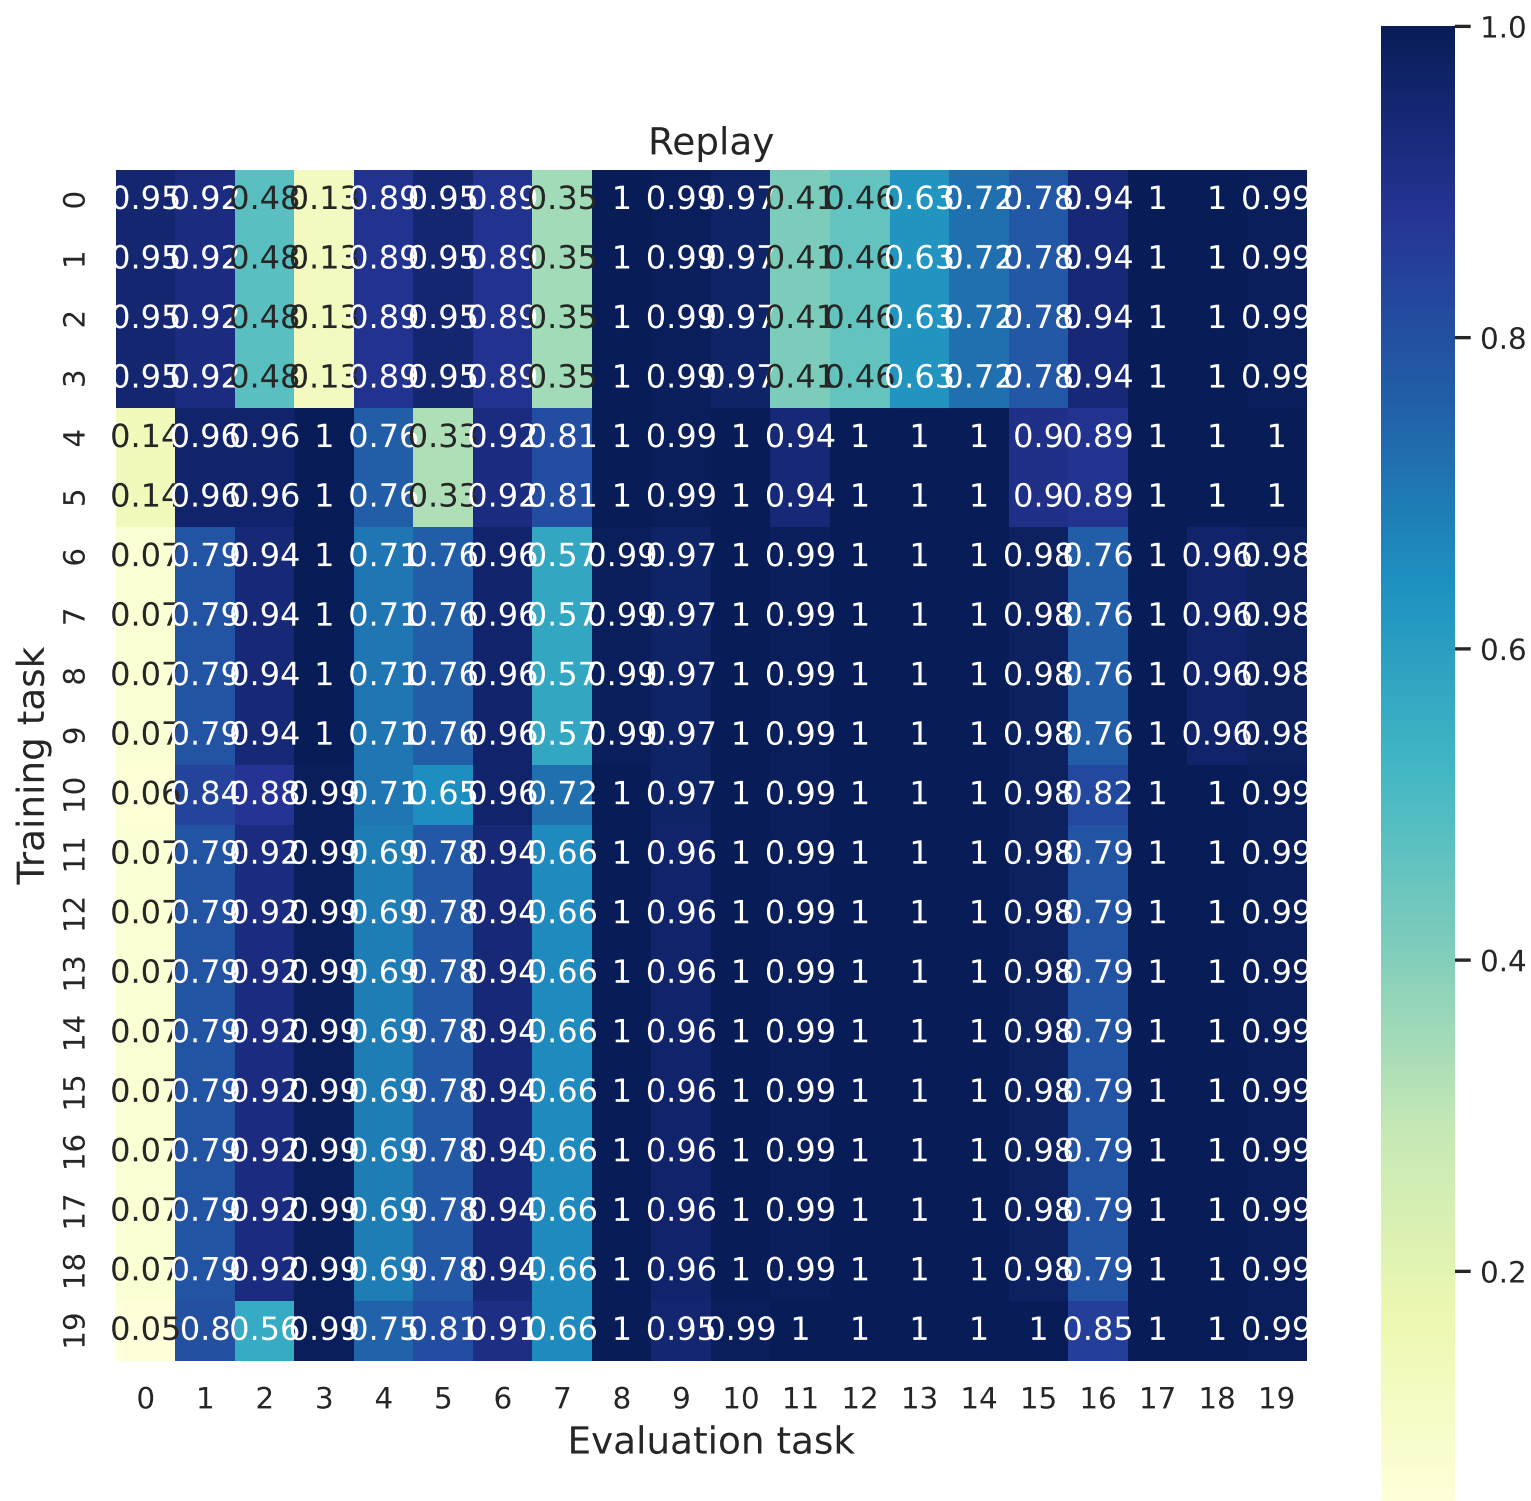 Replay
0 0.95 0.92 0.48 0.13 0.89 0.95 0.89 0.35 1 0.99 0.97 0.41 0.46 0.63 0.72 0.78 0.94 1 1 0.99
1 0.95 0.92 0.48 0.13 0.89 0.95 0.89 0.35 1 0.99 0.97 0.41 0.46 0.63 0.72 0.78 0.94 1 1 0.99
2 0.95 0.92 0.48 0.13 0.89 0.95 0.89 0.35 1 0.99 0.97 0.41 0.46 0.63 0.72 0.78 0.94 1 1 0.99
3 0.95 0.92 0.48 0.13 0.89 0.95 0.89 0.35 1 0.99 0.97 0.41 0.46 0.63 0.72 0.78 0.94 1 1 0.99
4 0.14 0.96 0.96 1 0.76 0.33 0.92 0.81 1 0.99 1 0.94 1 1 1 0.9 0.89 1 1 1
5 0.14 0.96 0.96 1 0.76 0.33 0.92 0.81 1 0.99 1 0.94 1 1 1 0.9 0.89 1 1 1
6 0.07 0.79 0.94 1 0.71 0.76 0.96 0.57 0.99 0.97 1 0.99 1 1 1 0.98 0.76 1 0.96 0.98
7 0.07 0.79 0.94 1 0.71 0.76 0.96 0.57 0.99 0.97 1 0.99 1 1 1 0.98 0.76 1 0.96 0.98
8 0.07 0.79 0.94 1 0.71 0.76 0.96 0.57 0.99 0.97 1 0.99 1 1 1 0.98 0.76 1 0.96 0.98
9 0.07 0.79 0.94 1 0.71 0.76 0.96 0.57 0.99 0.97 1 0.99 1 1 1 0.98 0.76 1 0.96 0.98
10 0.06 0.84 0.88 0.99 0.71 0.65 0.96 0.72 1 0.97 1 0.99 1 1 1 0.98 0.82 1 1 0.99
11 0.07 0.79 0.92 0.99 0.69 0.78 0.94 0.66 1 0.96 1 0.99 1 1 1 0.98 0.79 1 1 0.99
12 0.07 0.79 0.92 0.99 0.69 0.78 0.94 0.66 1 0.96 1 0.99 1 1 1 0.98 0.79 1 1 0.99
13 0.07 0.79 0.92 0.99 0.69 0.78 0.94 0.66 1 0.96 1 0.99 1 1 1 0.98 0.79 1 1 0.99
14 0.07 0.79 0.92 0.99 0.69 0.78 0.94 0.66 1 0.96 1 0.99 1 1 1 0.98 0.79 1 1 0.99
15 0.07 0.79 0.92 0.99 0.69 0.78 0.94 0.66 1 0.96 1 0.99 1 1 1 0.98 0.79 1 1 0.99
16 0.07 0.79 0.92 0.99 0.69 0.78 0.94 0.66 1 0.96 1 0.99 1 1 1 0.98 0.79 1 1 0.99
17 0.07 0.79 0.92 0.99 0.69 0.78 0.94 0.66 1 0.96 1 0.99 1 1 1 0.98 0.79 1 1 0.99
18 0.07 0.79 0.92 0.99 0.69 0.78 0.94 0.66 1 0.96 1 0.99 1 1 1 0.98 0.79 1 1 0.99
19 0.05 0.8 0.56 0.99 0.75 0.81 0.91 0.66 1 0.95 0.99 1 1 1 1 1 0.85 1 1 0.99
0 1 2 3 4 5 6 7 8 9 10 11 12 13 14 15 16 17 18 19
Evaluation task
Training task
1.0
0.8
0.6
0.4
0.2